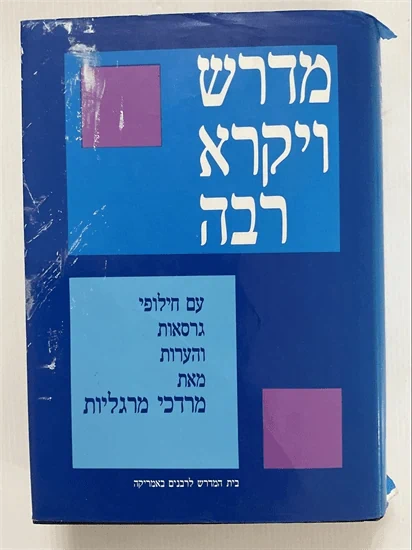 מדרש
ויקרא
רבה
עם חילופי
גרסאות
והערות
מאת
מרדכי מרגליות
בית המדרש לרבנים באמריקה